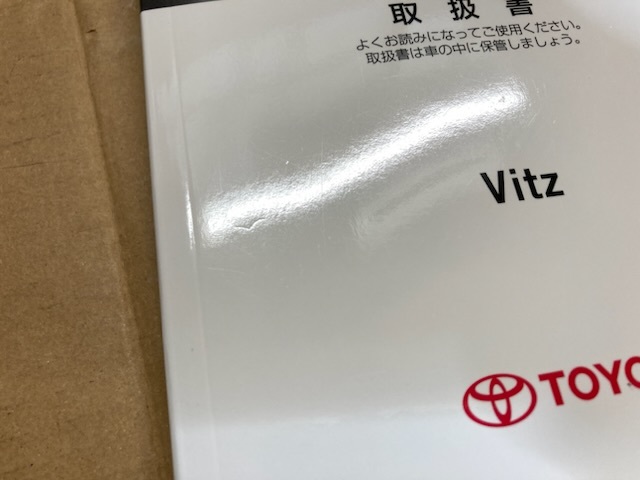 取扱書
よくお読みになってご使用ください。
取扱書は車の中に保管しましょう。
Vitz
TOYO